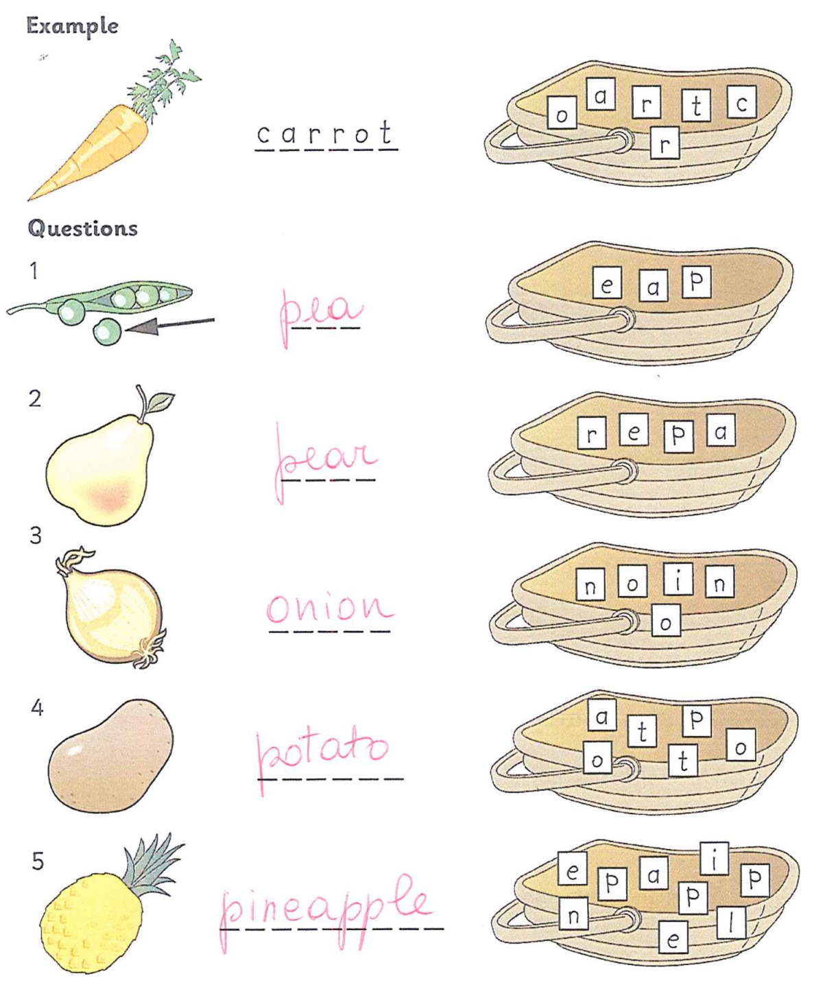 Example
carrot
o a r t c
r
Questions
1
pea
e a p
2
pear
r e p a
3
onion
n o i n
o
4
potato
a t p
o t o
5
pineapple
e p a i p
n p l
e